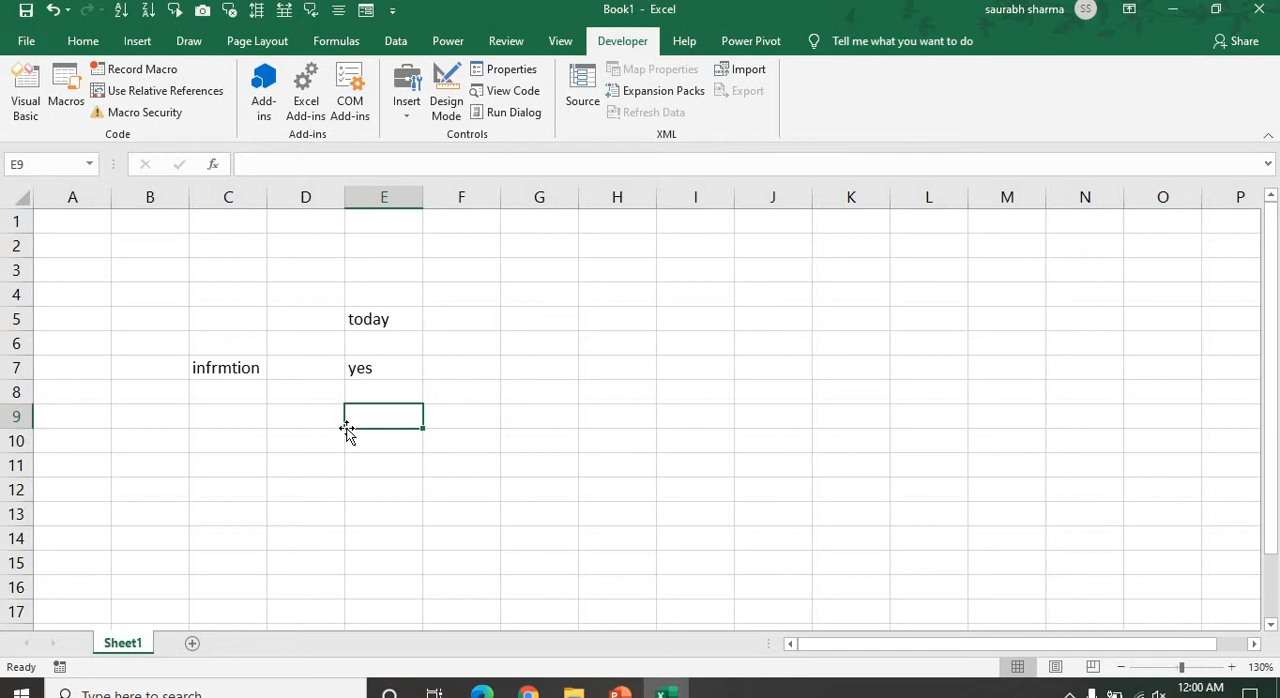 Book1 - Excel
saurabh sharma SS
File Home Insert Draw Page Layout Formulas Data Power Review View Developer Help Power Pivot Tell me what you want to do Share
Visual Basic
Macros
Record Macro
Use Relative References
Macro Security
Code
Add-ins
Excel Add-ins
COM Add-ins
Add-ins
Insert
Design Mode
Properties
View Code
Run Dialog
Controls
Source
Map Properties
Expansion Packs
Refresh Data
Import
Export
XML
E9 fx
A B C D E F G H I J K L M N O P
1
2
3
4
5 today
6
7 infrmtion yes
8
9
10
11
12
13
14
15
16
17
Sheet1
Ready 130%
Type here to search 12:00 AM